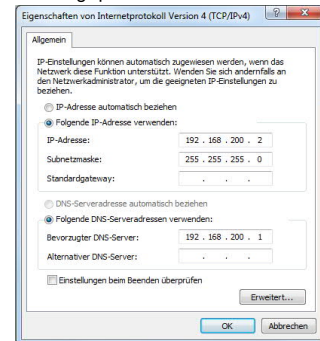 Eigenschaften von Internetprotokoll Version 4 (TCP/IPv4)
Allgemein
IP-Einstellungen können automatisch zugewiesen werden, wenn das
Netzwerk diese Funktion unterstützt. Wenden Sie sich andernfalls an
den Netzwerkadministrator, um die geeigneten IP-Einstellungen zu
beziehen.
IP-Adresse automatisch beziehen
Folgende IP-Adresse verwenden:
IP-Adresse: 192 . 168 . 200 . 2
Subnetzmaske: 255 . 255 . 255 . 0
Standardgateway: . . .
DNS-Serveradresse automatisch beziehen
Folgende DNS-Serveradressen verwenden:
Bevorzugter DNS-Server: 192 . 168 . 200 . 1
Alternativer DNS-Server: . . .
Einstellungen beim Beenden überprüfen
Erweitert...
OK Abbrechen